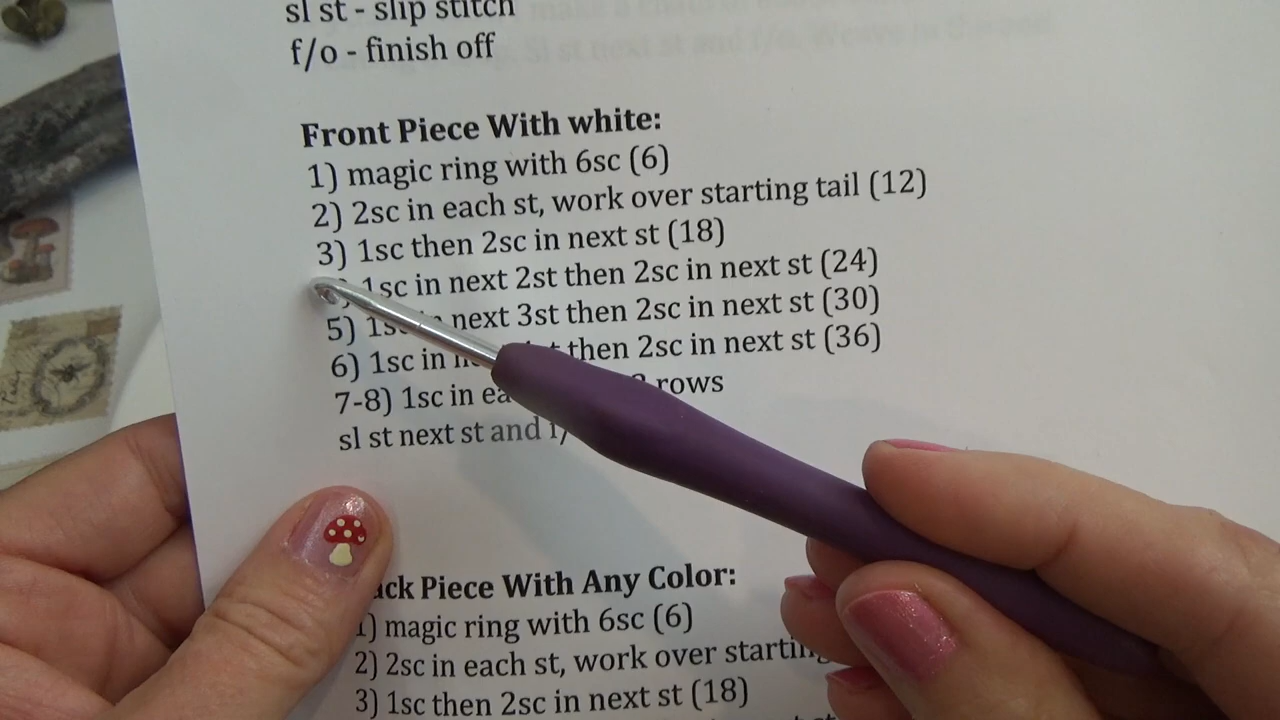 sl st - slip stitch
f/o - finish off
Front Piece With white:
1) magic ring with 6sc (6)
2) 2sc in each st, work over starting tail (12)
3) 1sc then 2sc in next st (18)
1sc in next 2st then 2sc in next st (24)
5) next 3st then 2sc in next st (30)
6) 1sc in then 2sc in next st (36)
7-8) 1sc in rows
sl st next st and
Piece With Any Color:
1) magic ring with 6sc (6)
2) 2sc in each st, work over
3) 1sc then 2sc in next st (18)